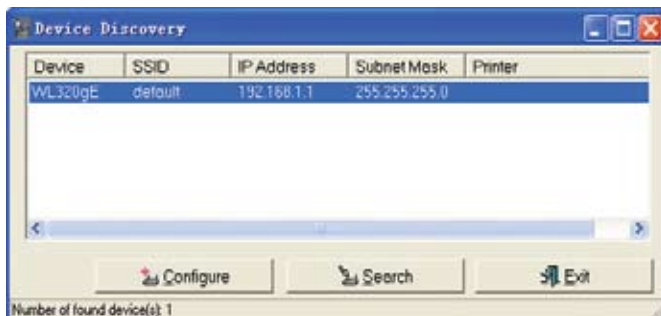 Device Discovery
Device SSID IP Address Subnet Mask Printer
WL320gE default 192.168.1.1 255.255.255.0
Configure Search Exit
Number of found device(s): 1